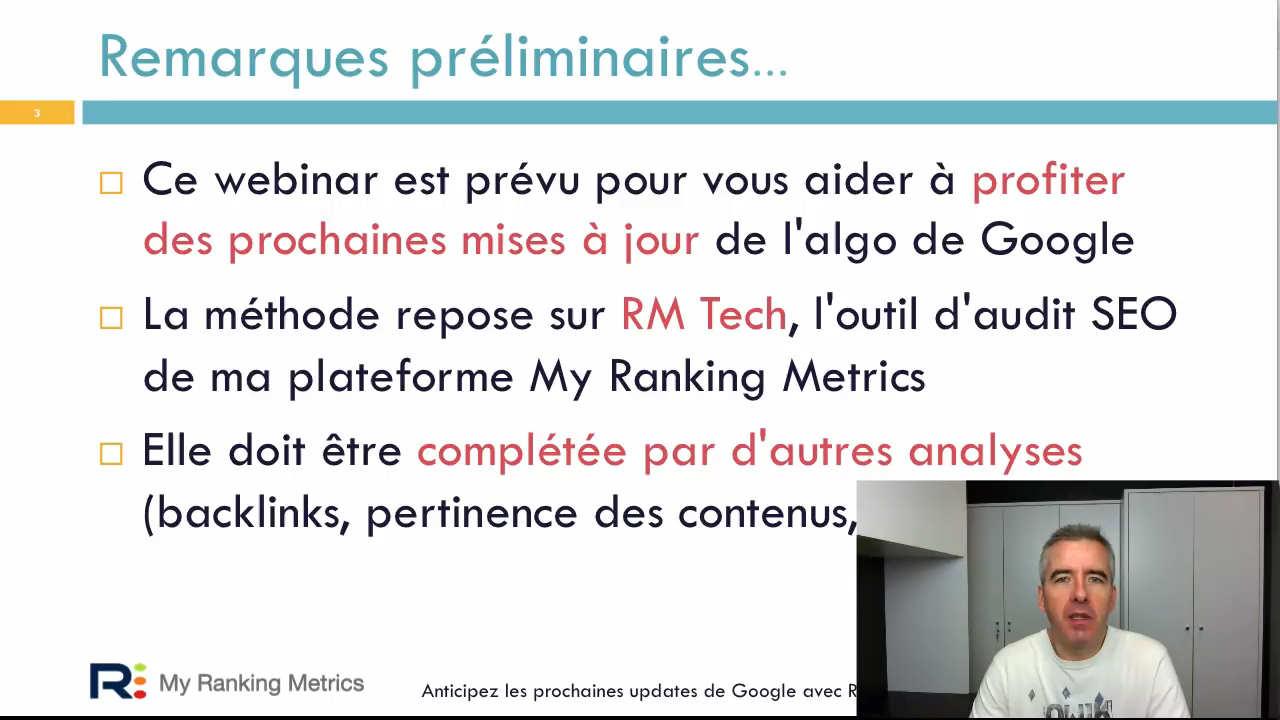 Remarques préliminaires...
3
Ce webinar est prévu pour vous aider à profiter
des prochaines mises à jour de l'algo de Google
La méthode repose sur RM Tech, l'outil d'audit SEO
de ma plateforme My Ranking Metrics
Elle doit être complétée par d'autres analyses
(backlinks, pertinence des contenus,
R
My Ranking Metrics
Anticipez les prochaines updates de Google avec R